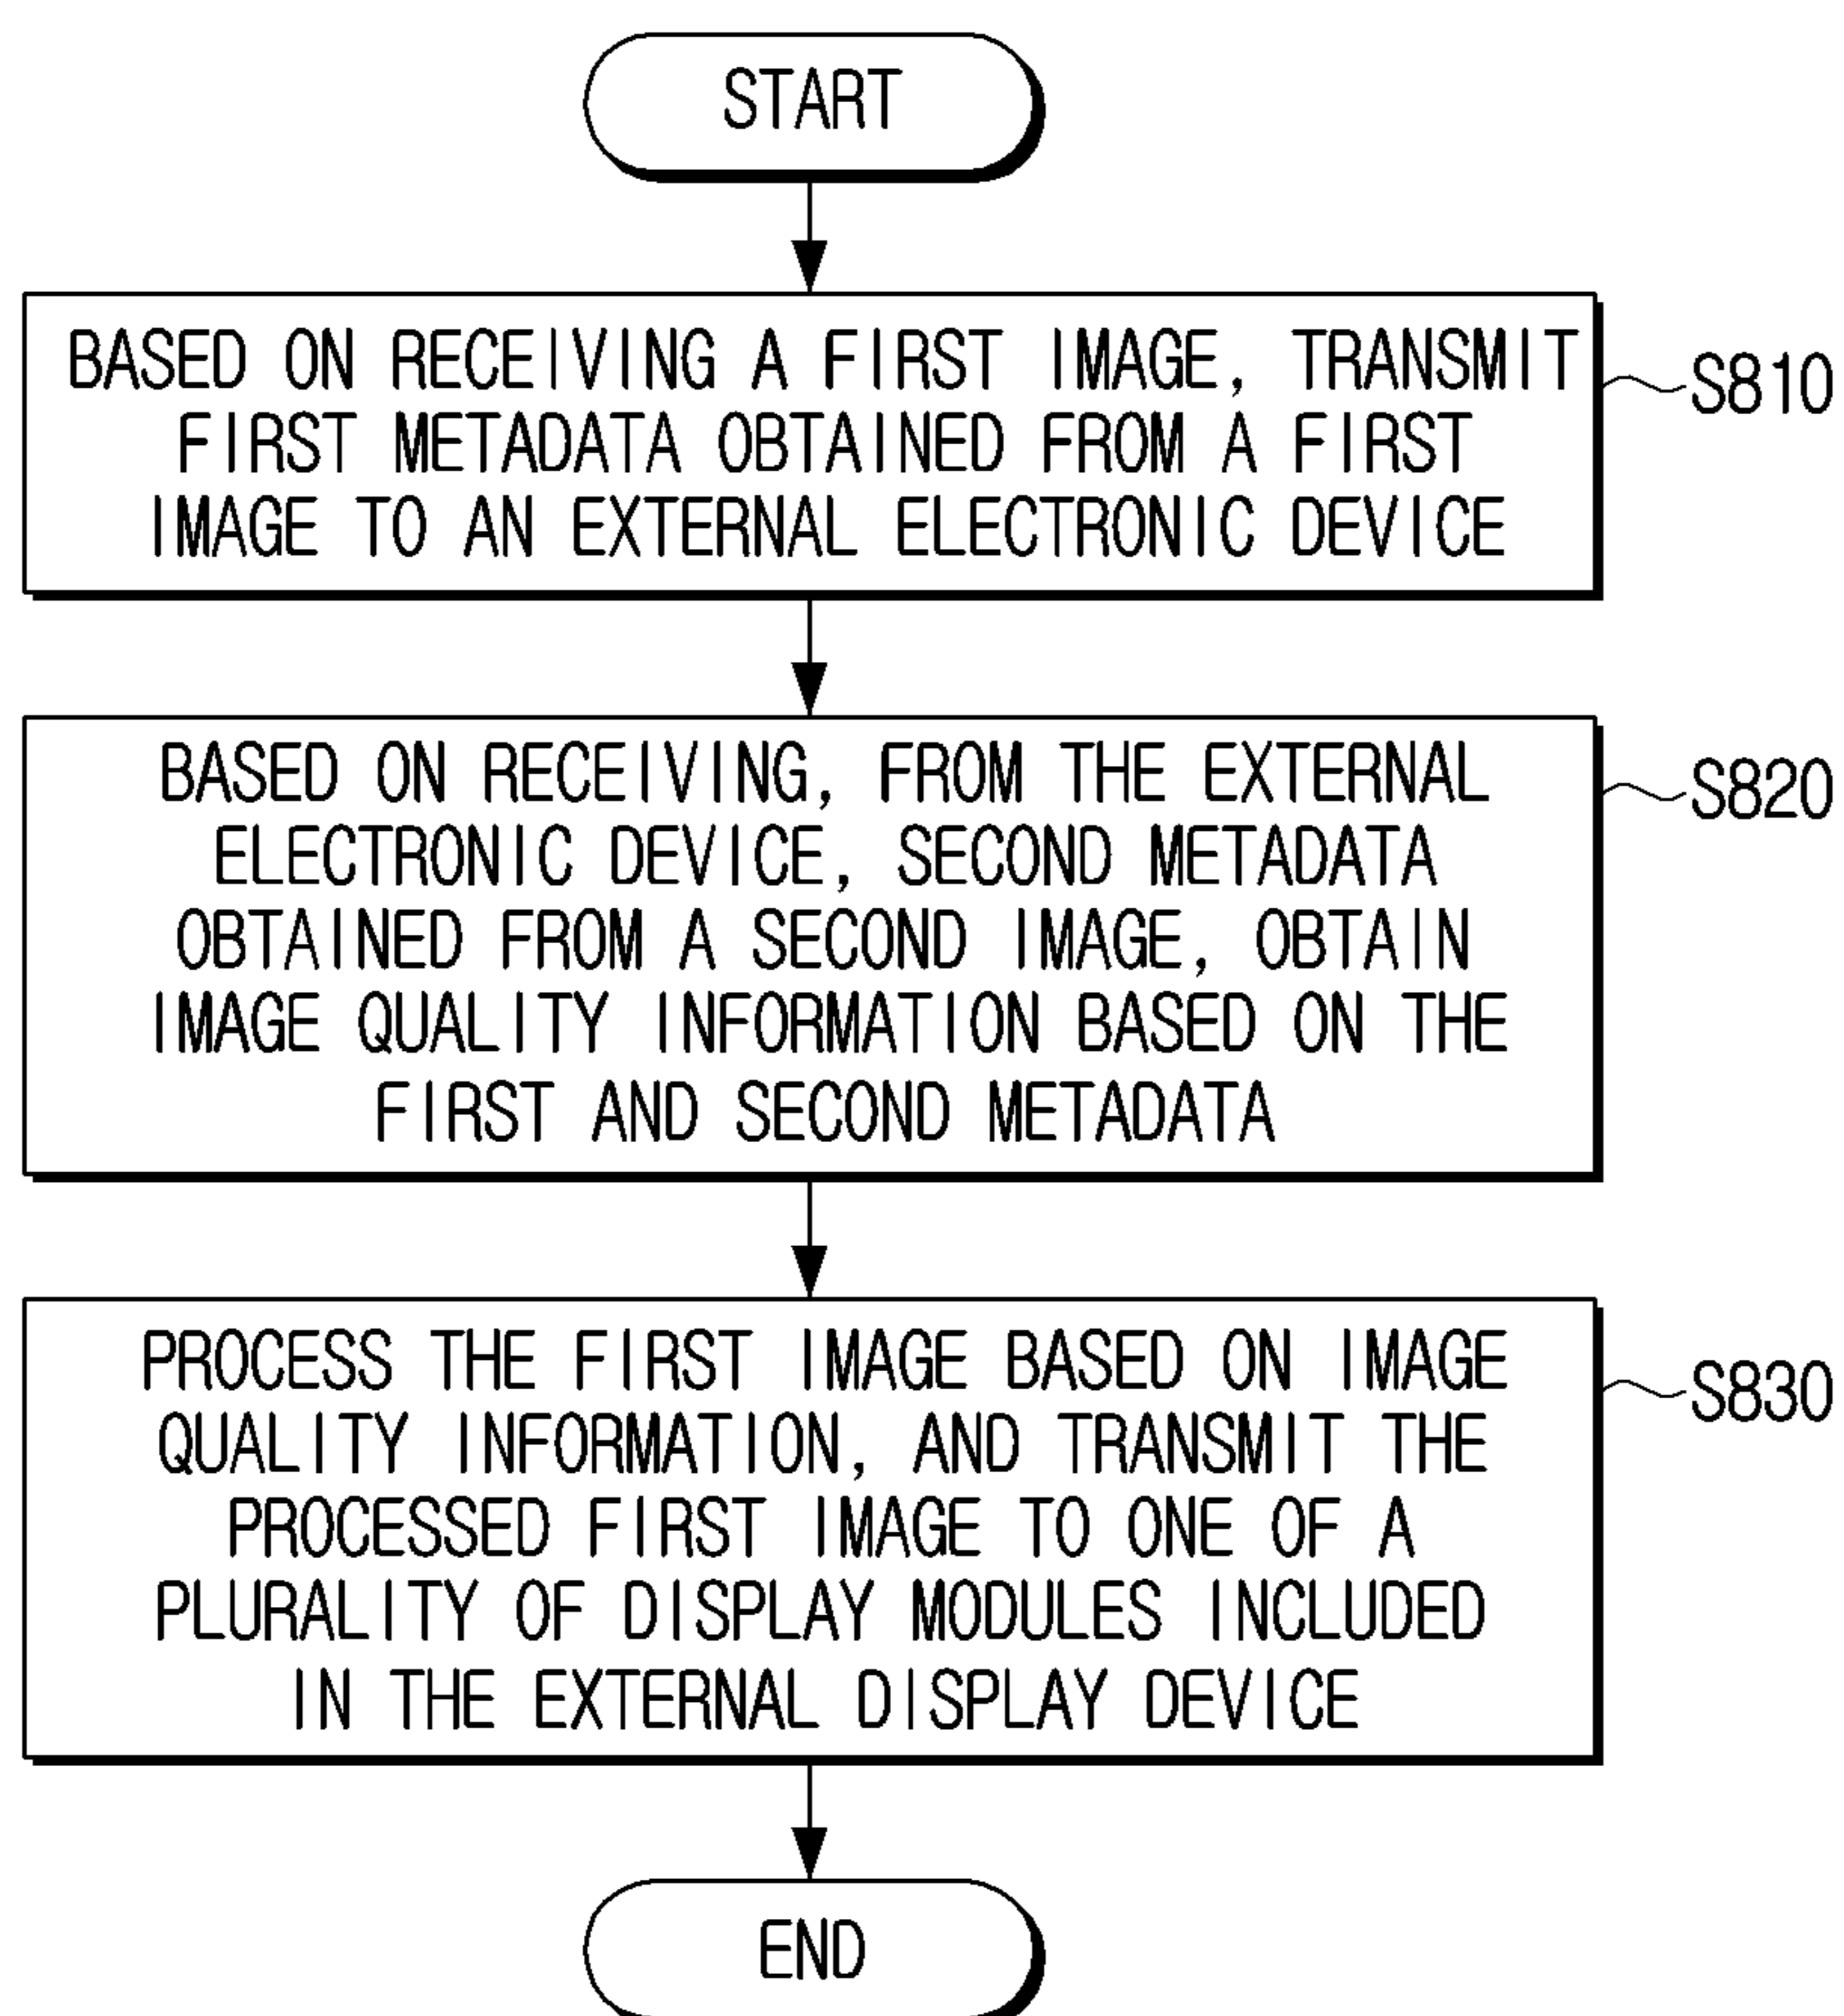 START
BASED ON RECEIVING A FIRST IMAGE, TRANSMIT
FIRST METADATA OBTAINED FROM A FIRST
IMAGE TO AN EXTERNAL ELECTRONIC DEVICE
S810
BASED ON RECEIVING, FROM THE EXTERNAL
ELECTRONIC DEVICE, SECOND METADATA
OBTAINED FROM A SECOND IMAGE, OBTAIN
IMAGE QUALITY INFORMATION BASED ON THE
FIRST AND SECOND METADATA
S820
PROCESS THE FIRST IMAGE BASED ON IMAGE
QUALITY INFORMATION, AND TRANSMIT THE
PROCESSED FIRST IMAGE TO ONE OF A
PLURALITY OF DISPLAY MODULES INCLUDED
IN THE EXTERNAL DISPLAY DEVICE
S830
END